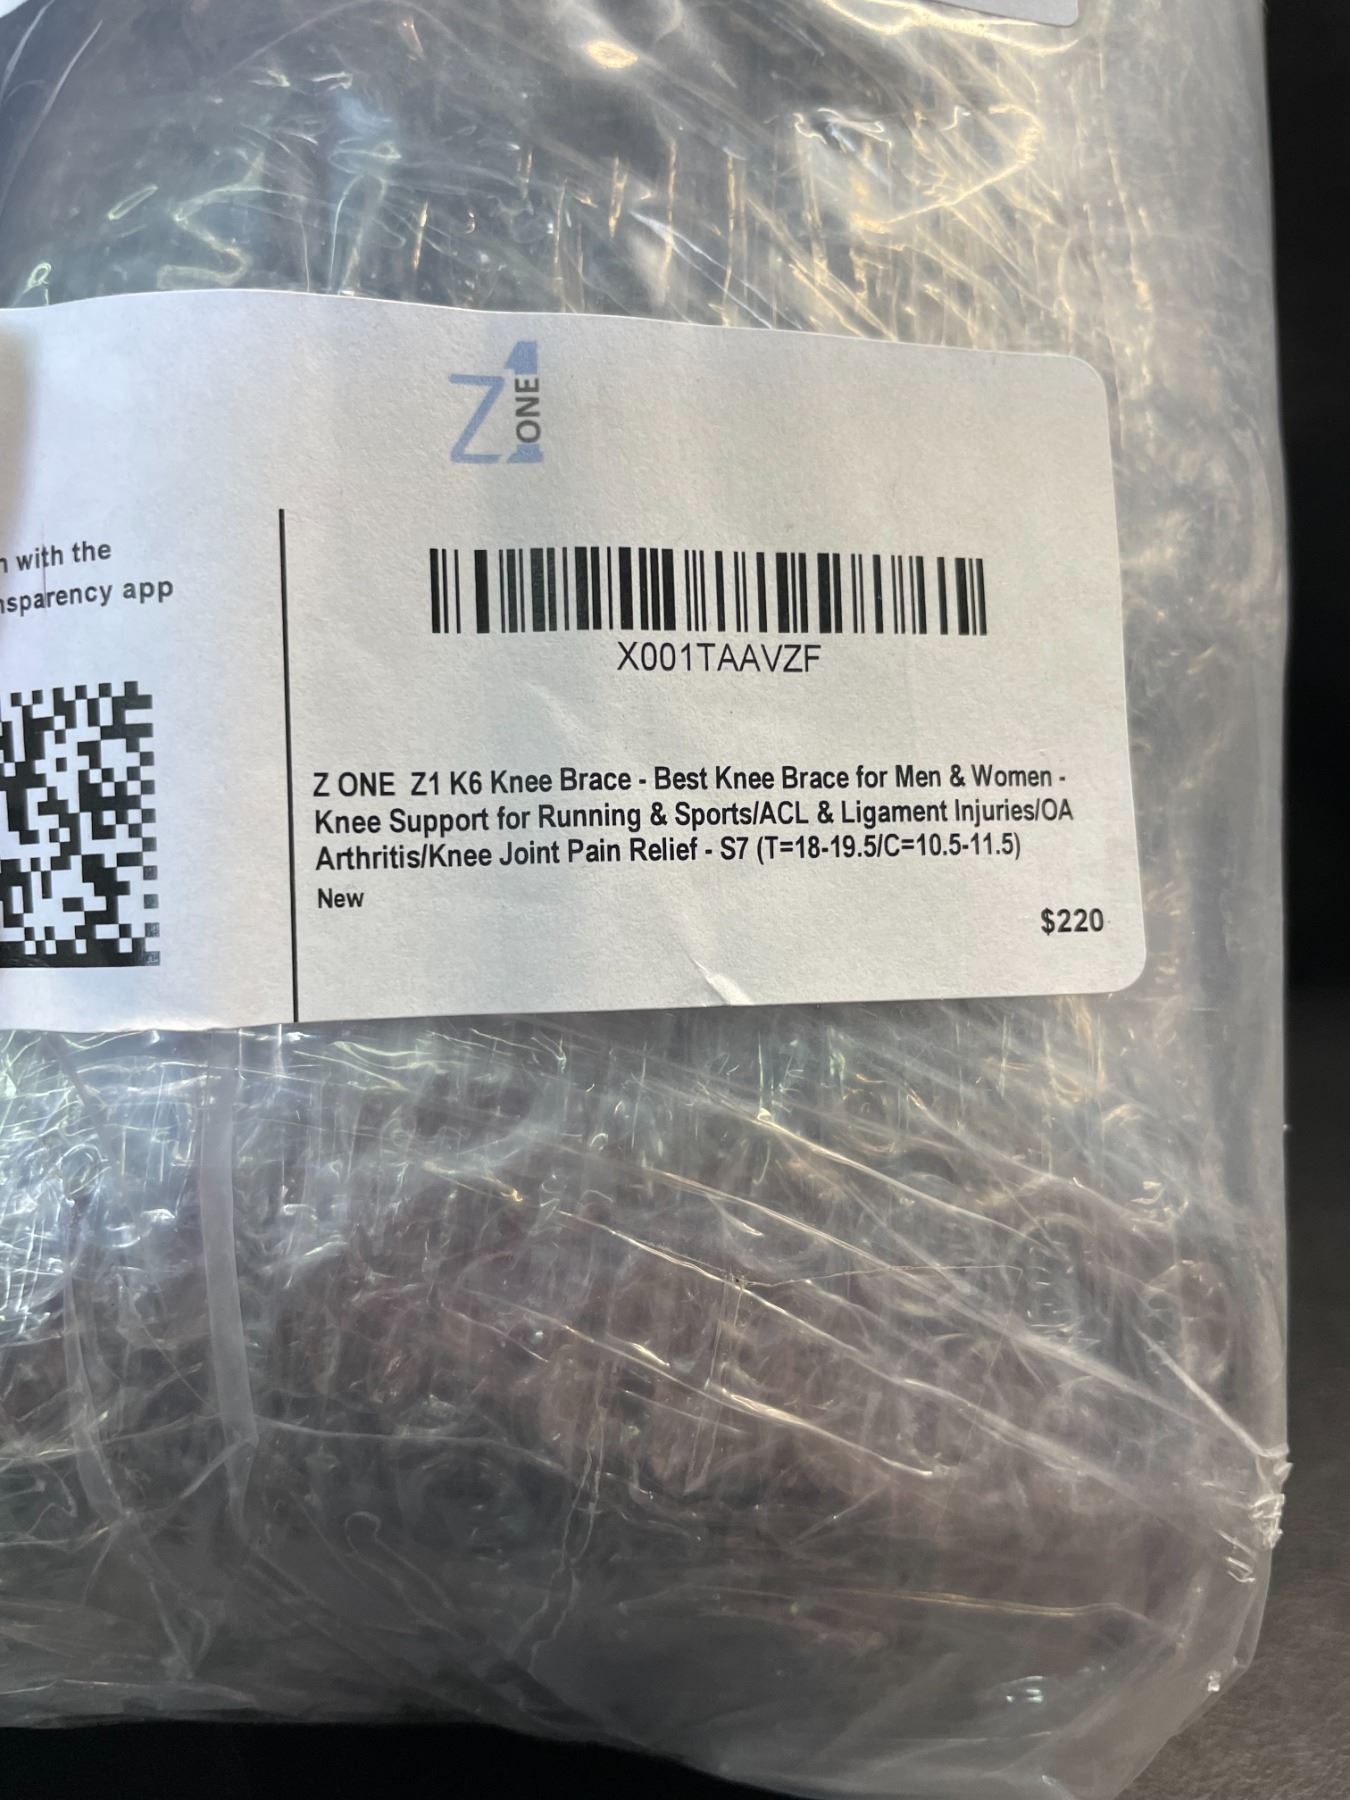 Z1 ONE
with the
nsparency app
X001TAAVZF
Z ONE Z1 K6 Knee Brace - Best Knee Brace for Men & Women -
Knee Support for Running & Sports/ACL & Ligament Injuries/OA
Arthritis/Knee Joint Pain Relief - S7 (T=18-19.5/C=10.5-11.5)
New
$220